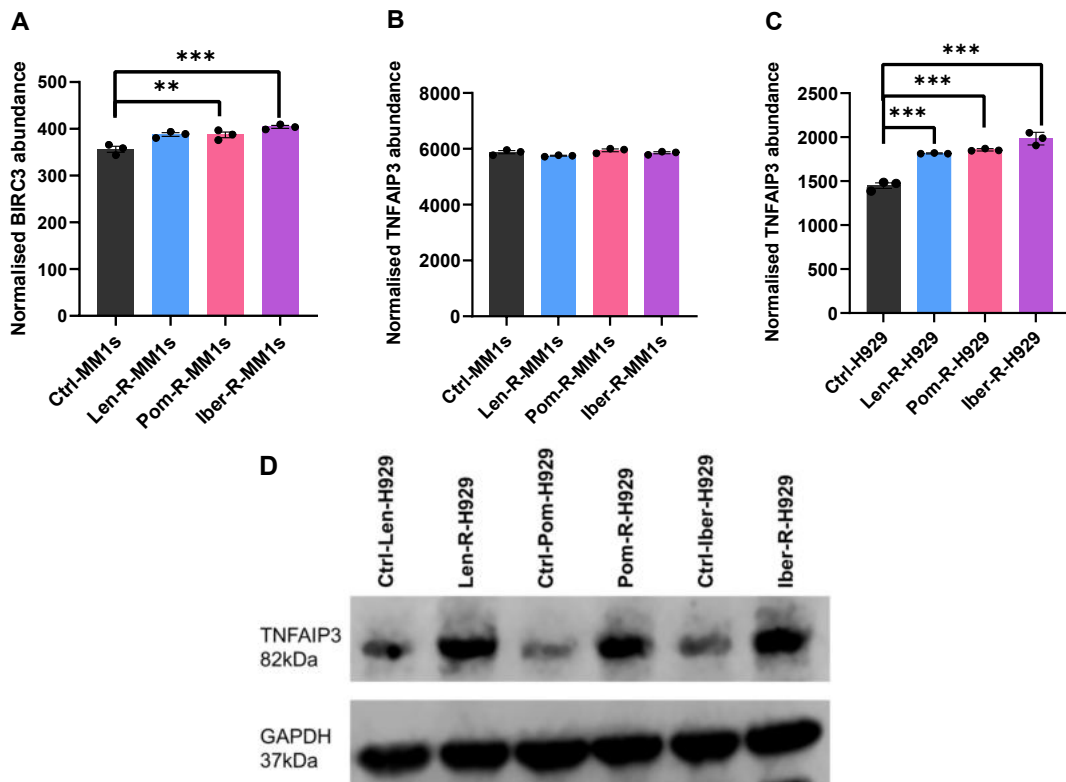 A
Normalised BIRC3 abundance
500
400
300
200
100
0
***
**
Ctrl-MM1s
Len-R-MM1s
Pom-R-MM1s
Iber-R-MM1s
B
Normalised TNFAIP3 abundance
8000
6000
4000
2000
0
Ctrl-MM1s
Len-R-MM1s
Pom-R-MM1s
Iber-R-MM1s
C
Normalised TNFAIP3 abundance
2500
2000
1500
1000
500
0
***
***
***
Ctrl-H929
Len-R-H929
Pom-R-H929
Iber-R-H929
D
Ctrl-Len-H929
Len-R-H929
Ctrl-Pom-H929
Pom-R-H929
Ctrl-Iber-H929
Iber-R-H929
TNFAIP3
82kDa
GAPDH
37kDa